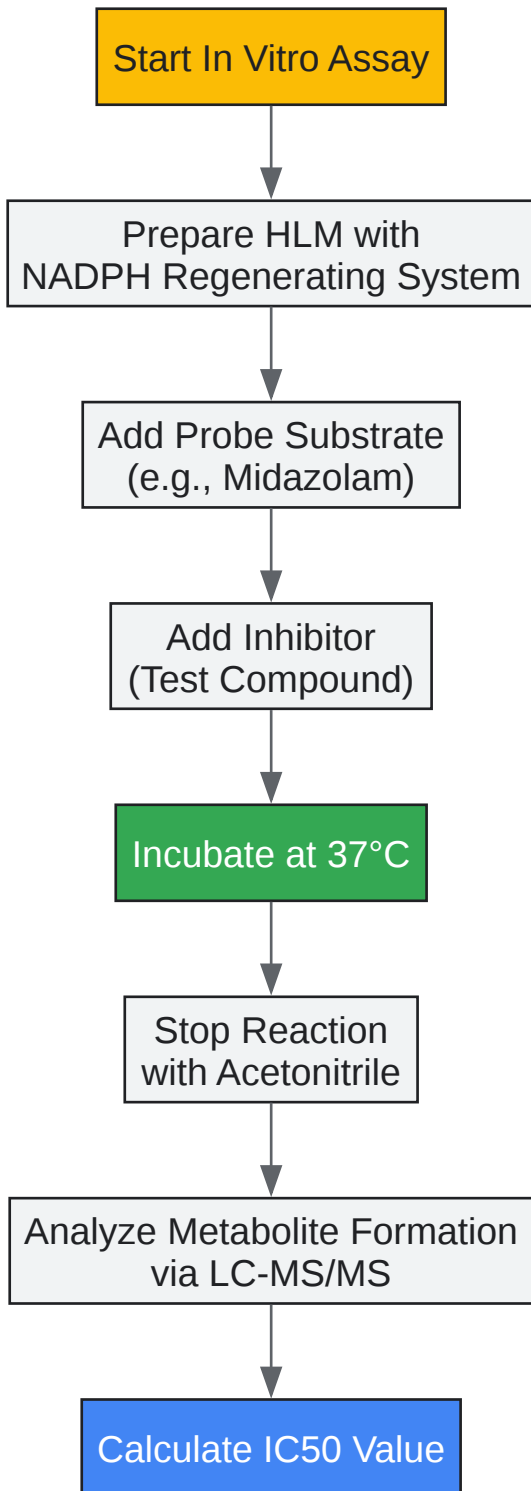 Start In Vitro Assay
Prepare HLM with
NADPH Regenerating System
Add Probe Substrate
(e.g., Midazolam)
Add Inhibitor
(Test Compound)
Incubate at 37°C
Stop Reaction
with Acetonitrile
Analyze Metabolite Formation
via LC-MS/MS
Calculate IC50 Value